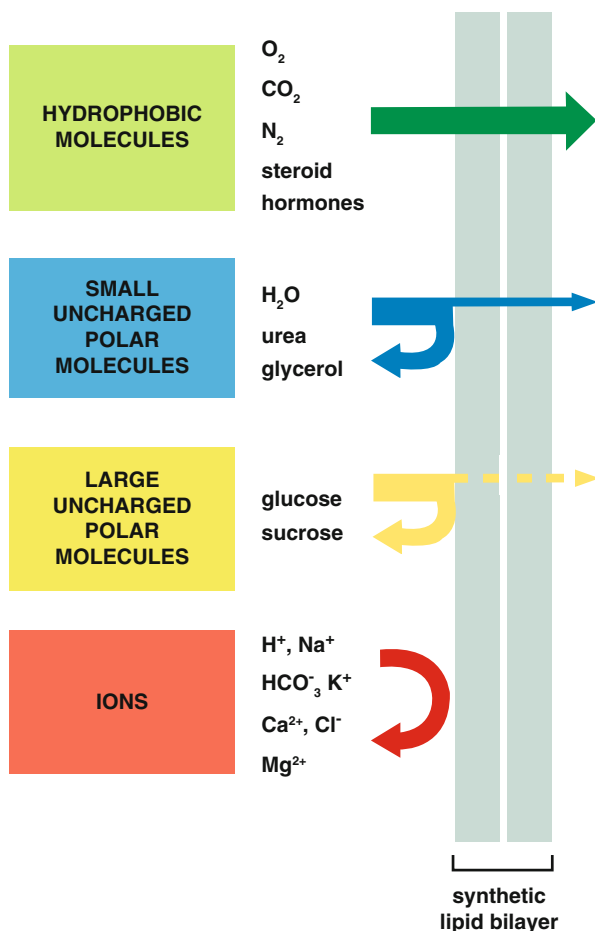 HYDROPHOBIC
MOLECULES
O₂
CO₂
N₂
steroid
hormones
SMALL
UNCHARGED
POLAR
MOLECULES
H₂O
urea
glycerol
LARGE
UNCHARGED
POLAR
MOLECULES
glucose
sucrose
IONS
H⁺, Na⁺
HCO⁻₃ K⁺
Ca²⁺, Cl⁻
Mg²⁺
synthetic
lipid bilayer